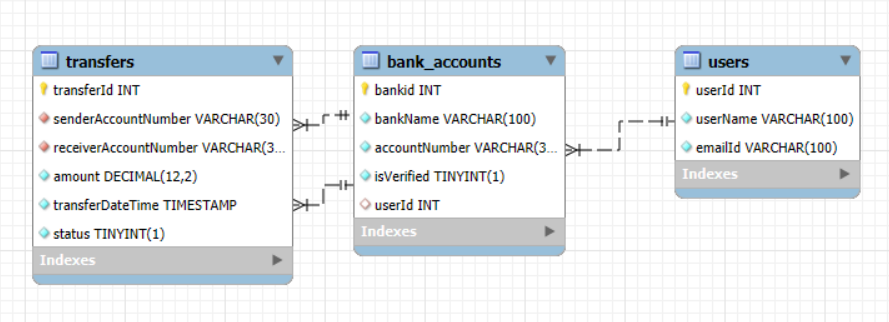 transfers
transferId INT
senderAccountNumber VARCHAR(30)
receiverAccountNumber VARCHAR(3...
amount DECIMAL(12,2)
transferDateTime TIMESTAMP
status TINYINT(1)
Indexes
bank_accounts
bankid INT
bankName VARCHAR(100)
accountNumber VARCHAR(3...
isVerified TINYINT(1)
userId INT
Indexes
users
userId INT
userName VARCHAR(100)
emailId VARCHAR(100)
Indexes